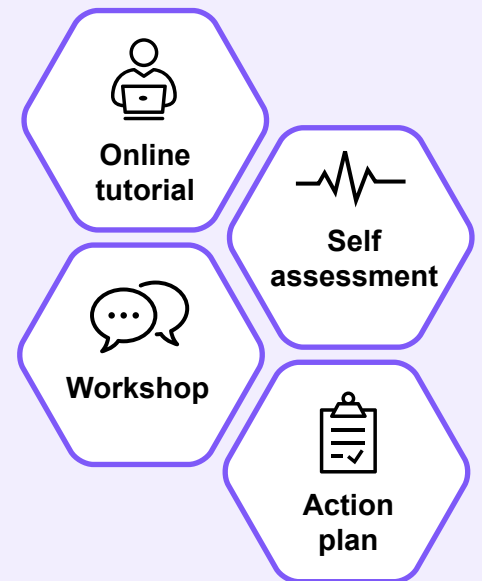 Online
tutorial
Self
assessment
Workshop
Action
plan